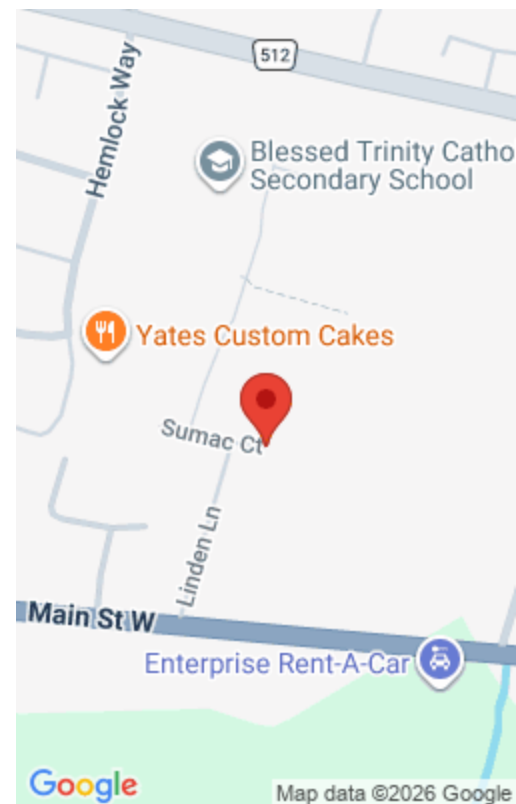 512
Hemlock Way
Blessed Trinity Catho
Secondary School
Yates Custom Cakes
Sumac Ct
Linden Ln
Main St W
Enterprise Rent-A-Car
Google
Map data ©2026 Google